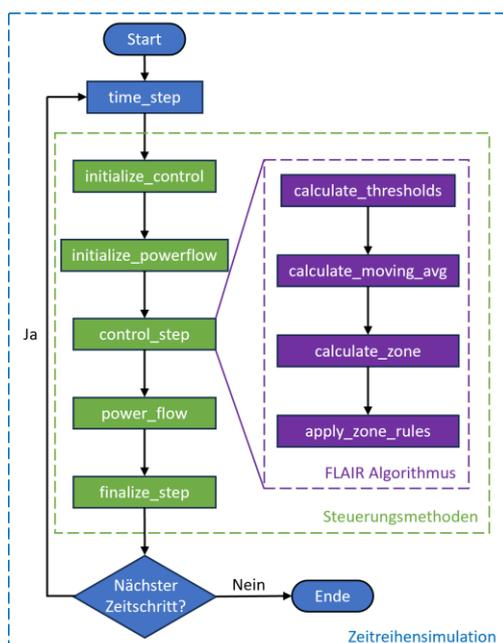 Start
time_step
initialize_control
initialize_powerflow
control_step
power_flow
finalize_step
calculate_thresholds
calculate_moving_avg
calculate_zone
apply_zone_rules
FLAIR Algorithmus
Steuerungsmethoden
Ja
Nächster
Zeitschritt?
Nein
Ende
Zeitreihensimulation